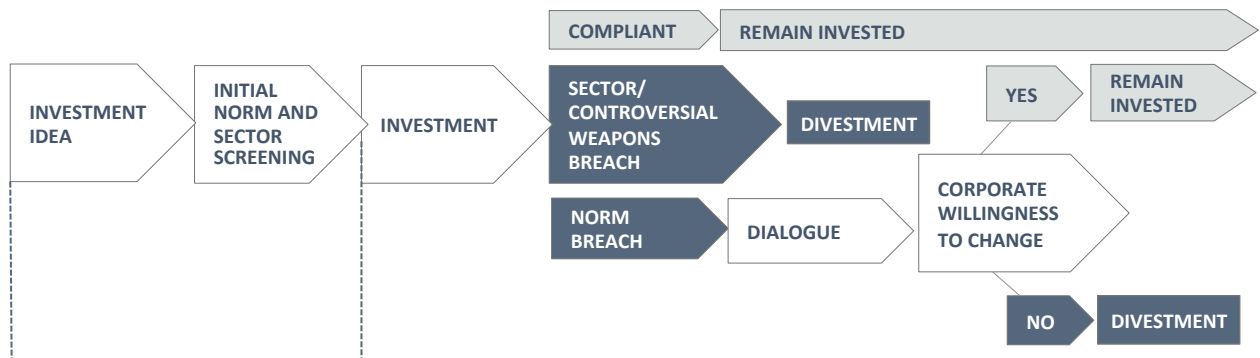 COMPLIANT
REMAIN INVESTED
INVESTMENT
IDEA
INITIAL
NORM AND
SECTOR
SCREENING
INVESTMENT
SECTOR/
CONTROVERSIAL
WEAPONS
BREACH
DIVESTMENT
YES
REMAIN
INVESTED
NORM
BREACH
DIALOGUE
CORPORATE
WILLINGNESS
TO CHANGE
NO
DIVESTMENT